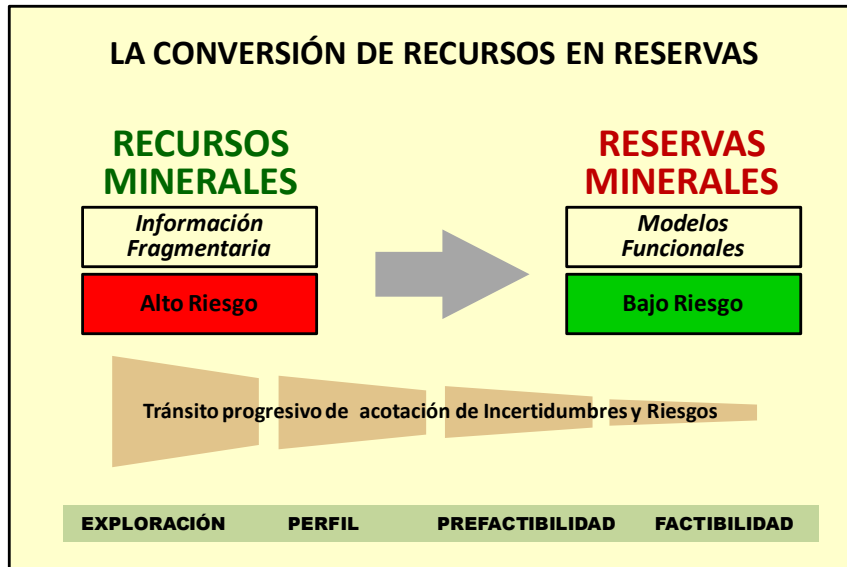 LA CONVERSIÓN DE RECURSOS EN RESERVAS
RECURSOS
MINERALES
Información
Fragmentaria
Alto Riesgo
RESERVAS
MINERALES
Modelos
Funcionales
Bajo Riesgo
Tránsito progresivo de acotación de Incertidumbres y Riesgos
EXPLORACIÓN PERFIL PREFACTIBILIDAD FACTIBILIDAD